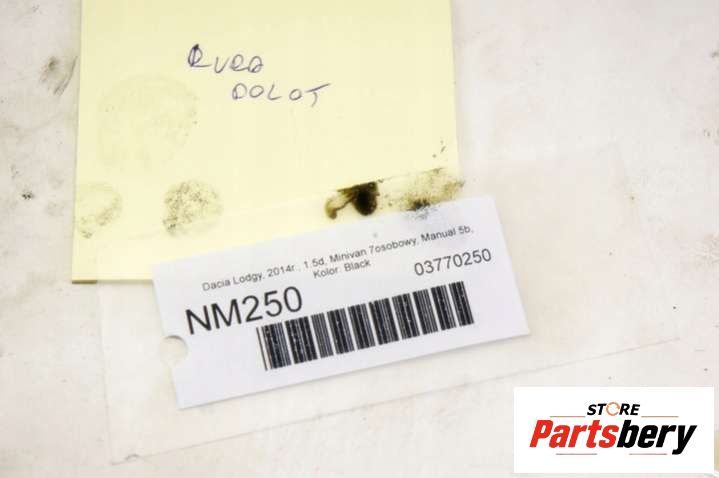 RURA
DOLOT
Dacia Lodgy, 2014r., 1.5d, Minivan 7osobowy, Manual 5b,
Kolor: Black
03770250
NM250
STORE
Partsbery